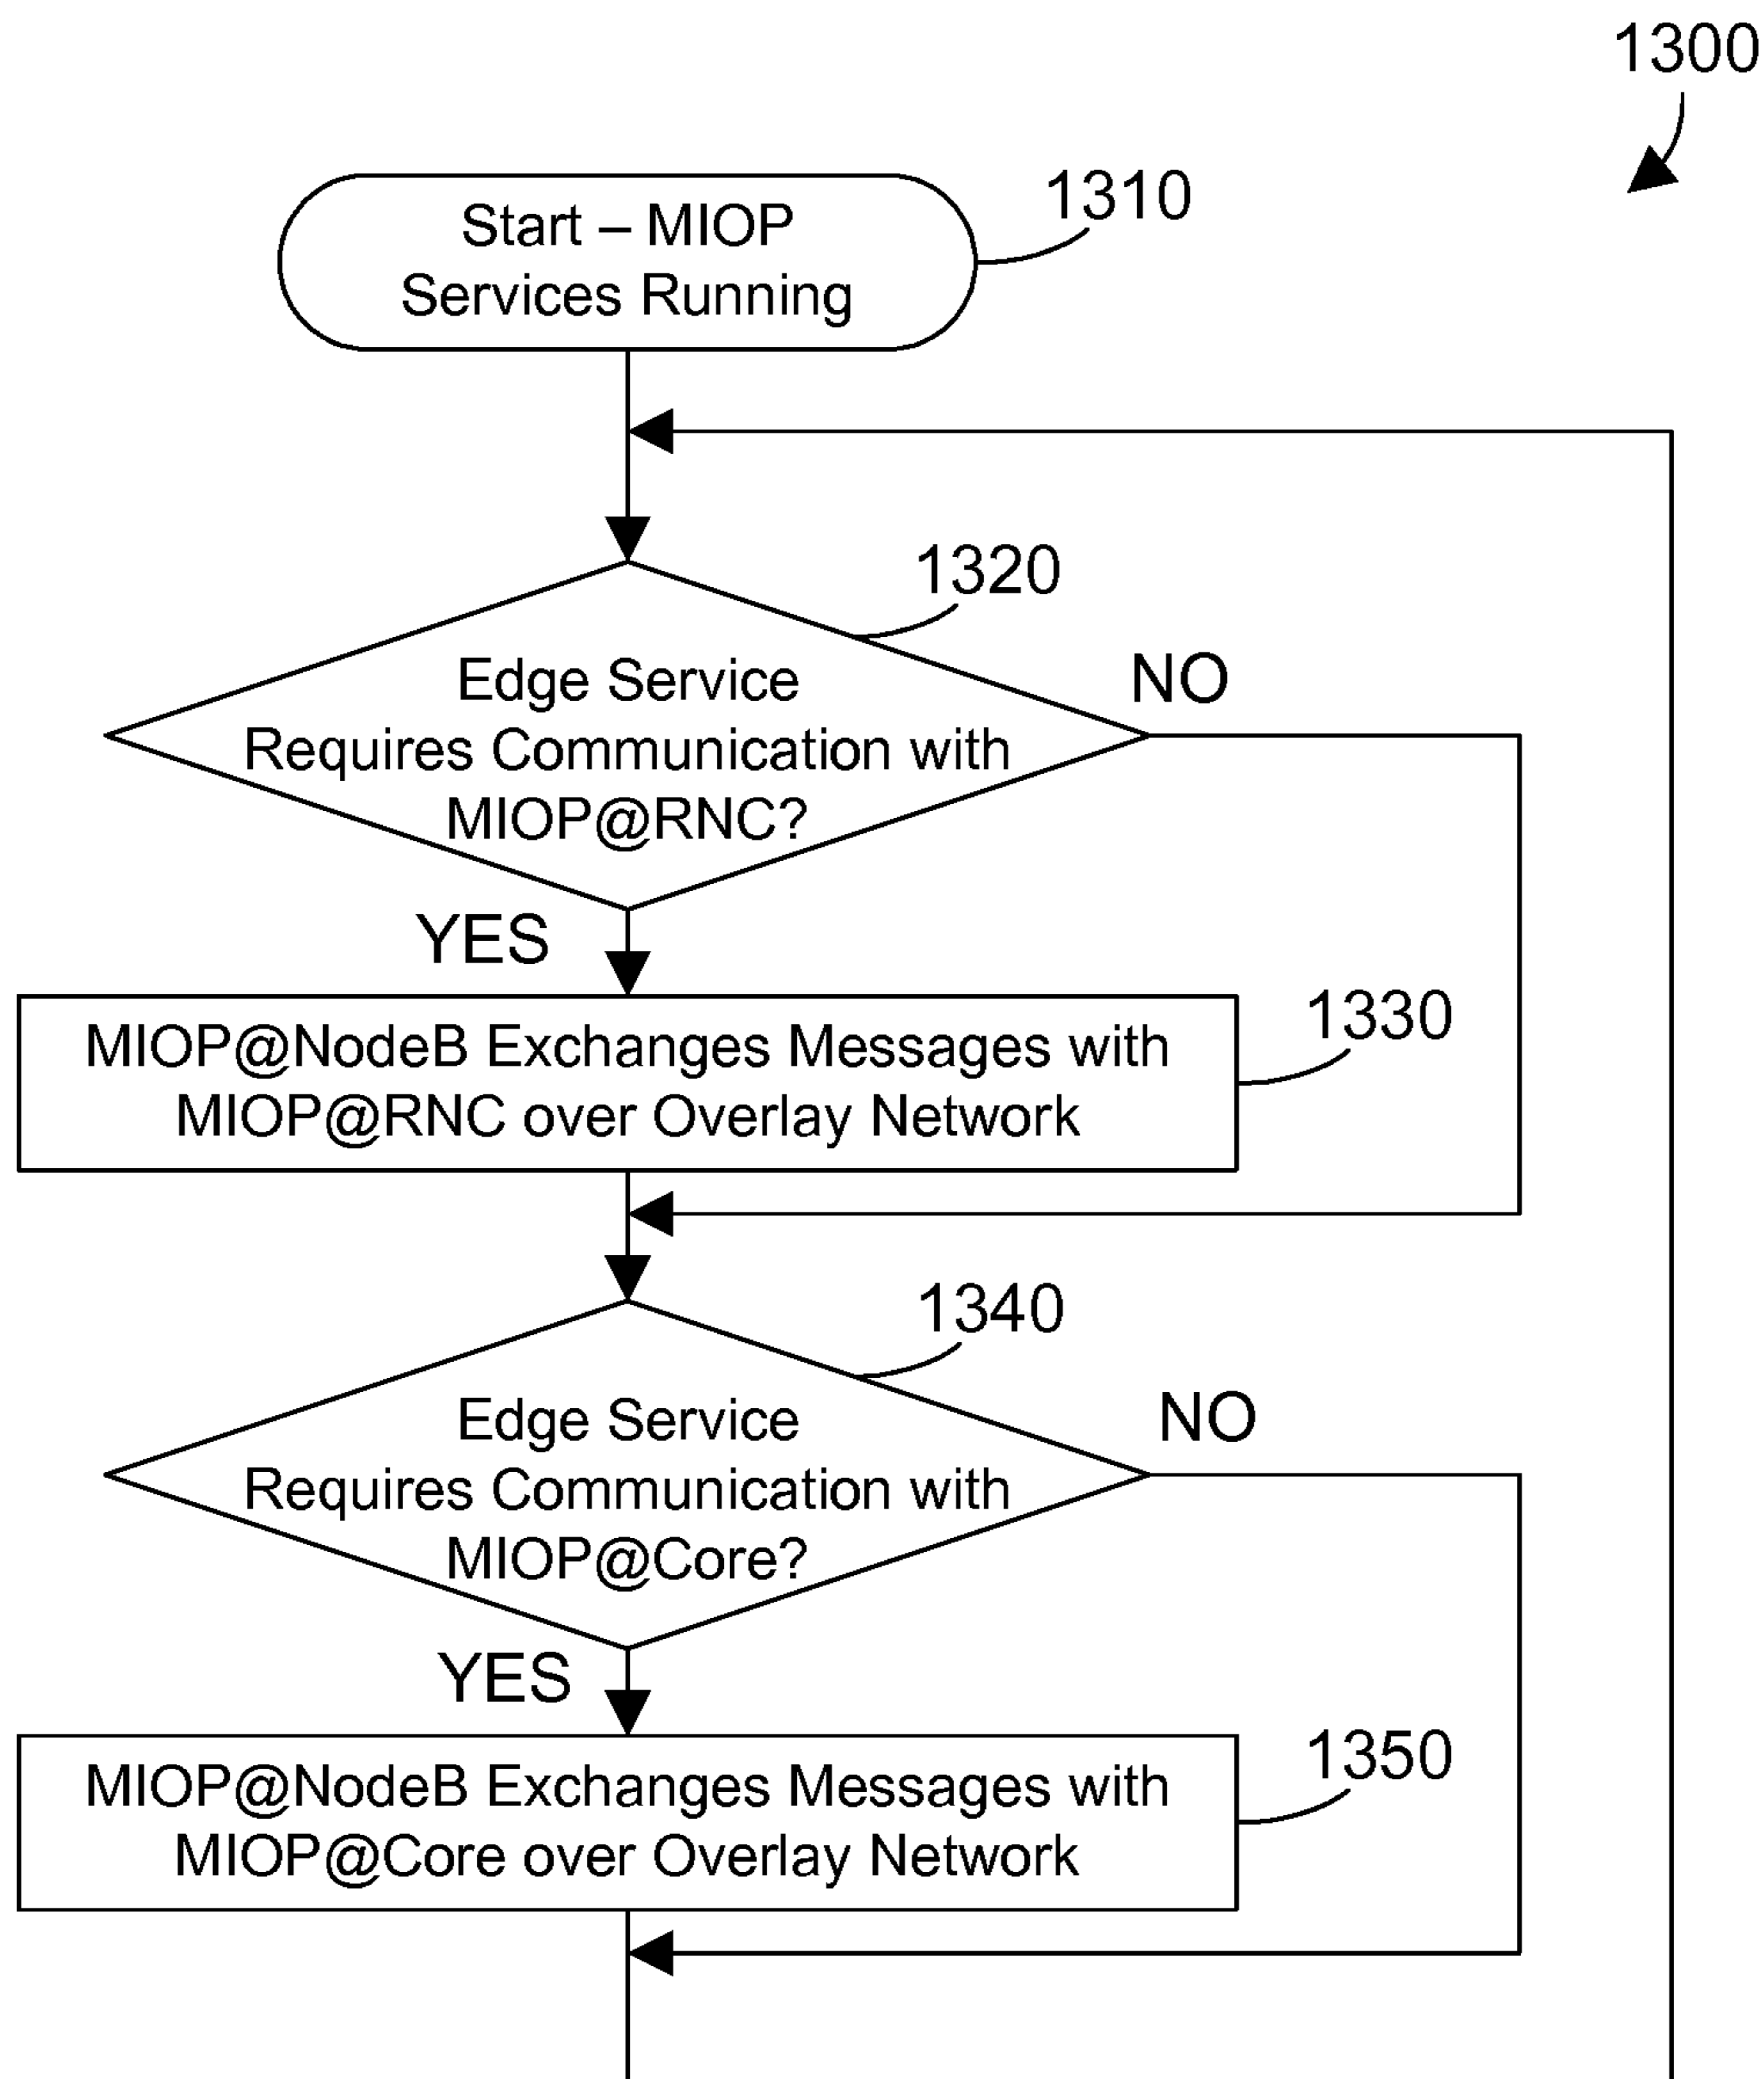 1300
1310
Start – MIOP
Services Running
1320
Edge Service
Requires Communication with
MIOP@RNC?
NO
YES
1330
MIOP@NodeB Exchanges Messages with
MIOP@RNC over Overlay Network
1340
Edge Service
Requires Communication with
MIOP@Core?
NO
YES
1350
MIOP@NodeB Exchanges Messages with
MIOP@Core over Overlay Network